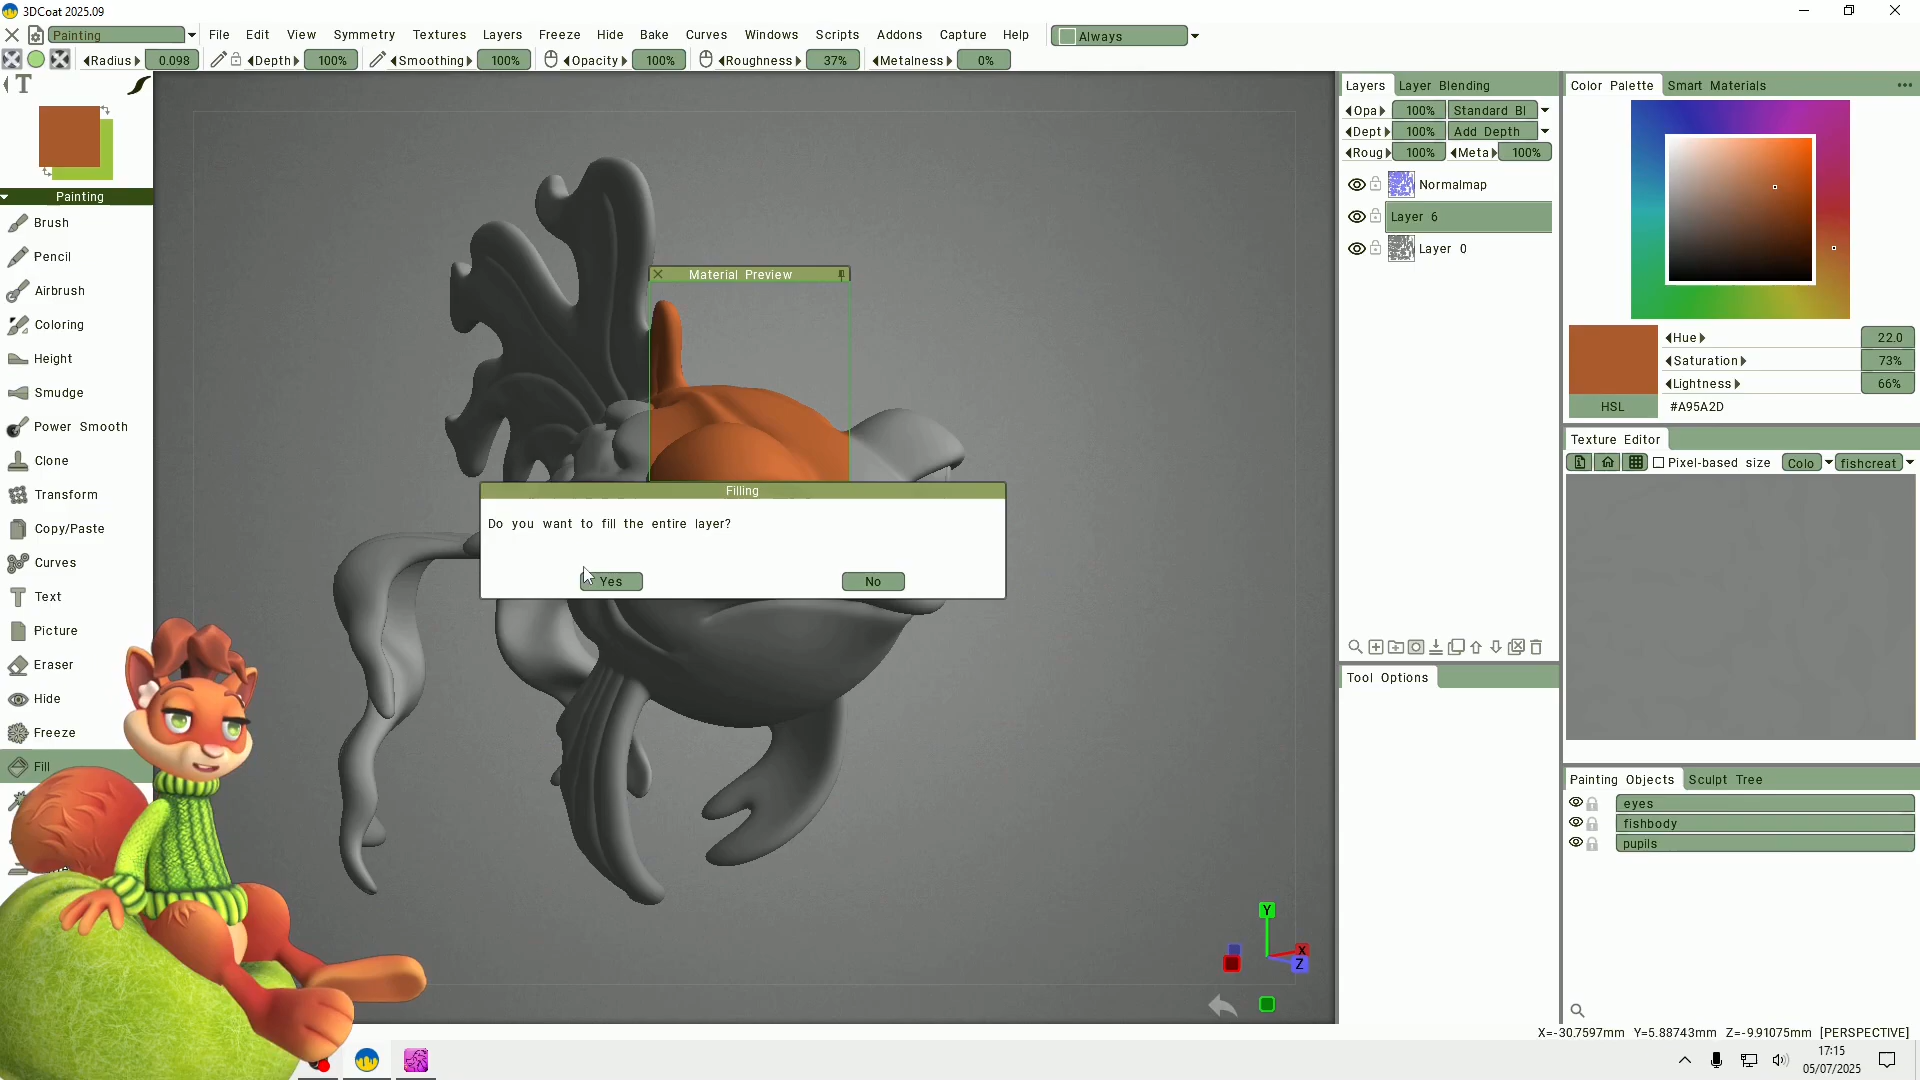 3DCoat 2025.09
Painting File Edit View Symmetry Textures Layers Freeze Hide Bake Curves Windows Scripts Addons Capture Help Always
Radius 0.098 Depth 100% Smoothing 100% Opacity 100% Roughness 37% Metalness 0%
T
Painting
Brush
Pencil
Airbrush
Coloring
Height
Smudge
Power Smooth
Clone
Transform
Copy/Paste
Curves
Text
Picture
Eraser
Hide
Freeze
Fill
Material Preview
Filling
Do you want to fill the entire layer?
Yes No
Y
X
Z
Layers Layer Blending
Opa 100% Standard Bl
Dept 100% Add Depth
Roug 100% Meta 100%
Normalmap
Layer 6
Layer 0
Tool Options
Color Palette Smart Materials
Hue 22.0
Saturation 73%
Lightness 66%
HSL #A95A2D
Texture Editor
Pixel-based size Colo fishcreat
Painting Objects Sculpt Tree
eyes
fishbody
pupils
X=-30.7597mm Y=5.88743mm Z=-9.91075mm [PERSPECTIVE]
17:15
05/07/2025